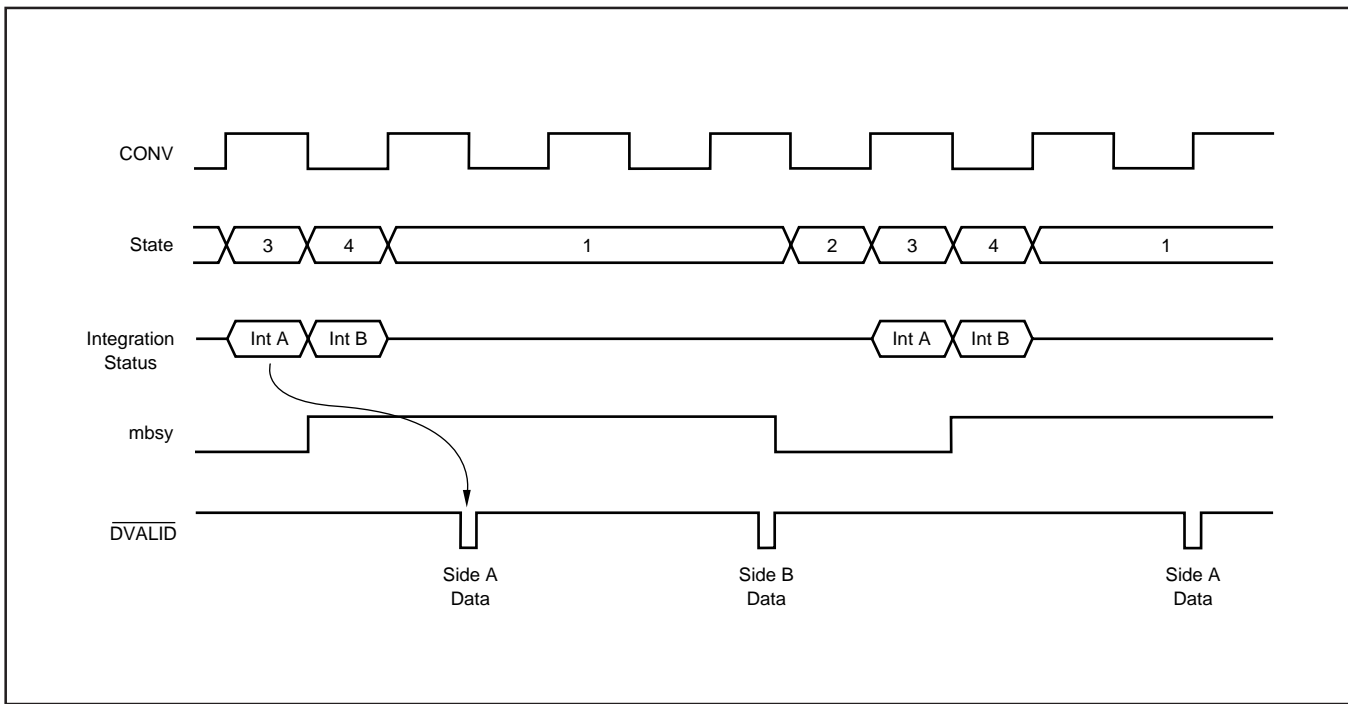 CONV
State
3
4
1
2
3
4
1
Integration
Status
Int A
Int B
Int A
Int B
mbsy
DVALID
Side A
Data
Side B
Data
Side A
Data